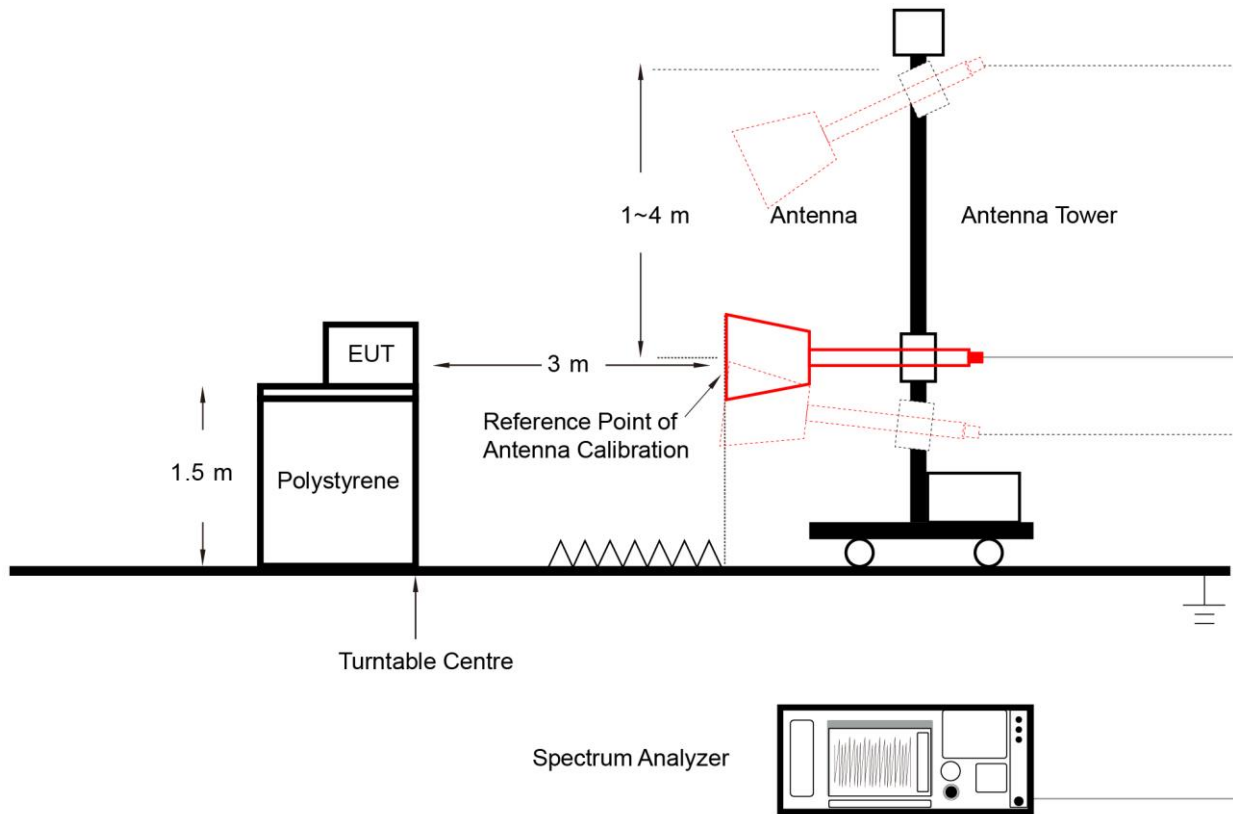 1~4 m
Antenna
Antenna Tower
EUT
3 m
Reference Point of
Antenna Calibration
1.5 m
Polystyrene
Turntable Centre
Spectrum Analyzer